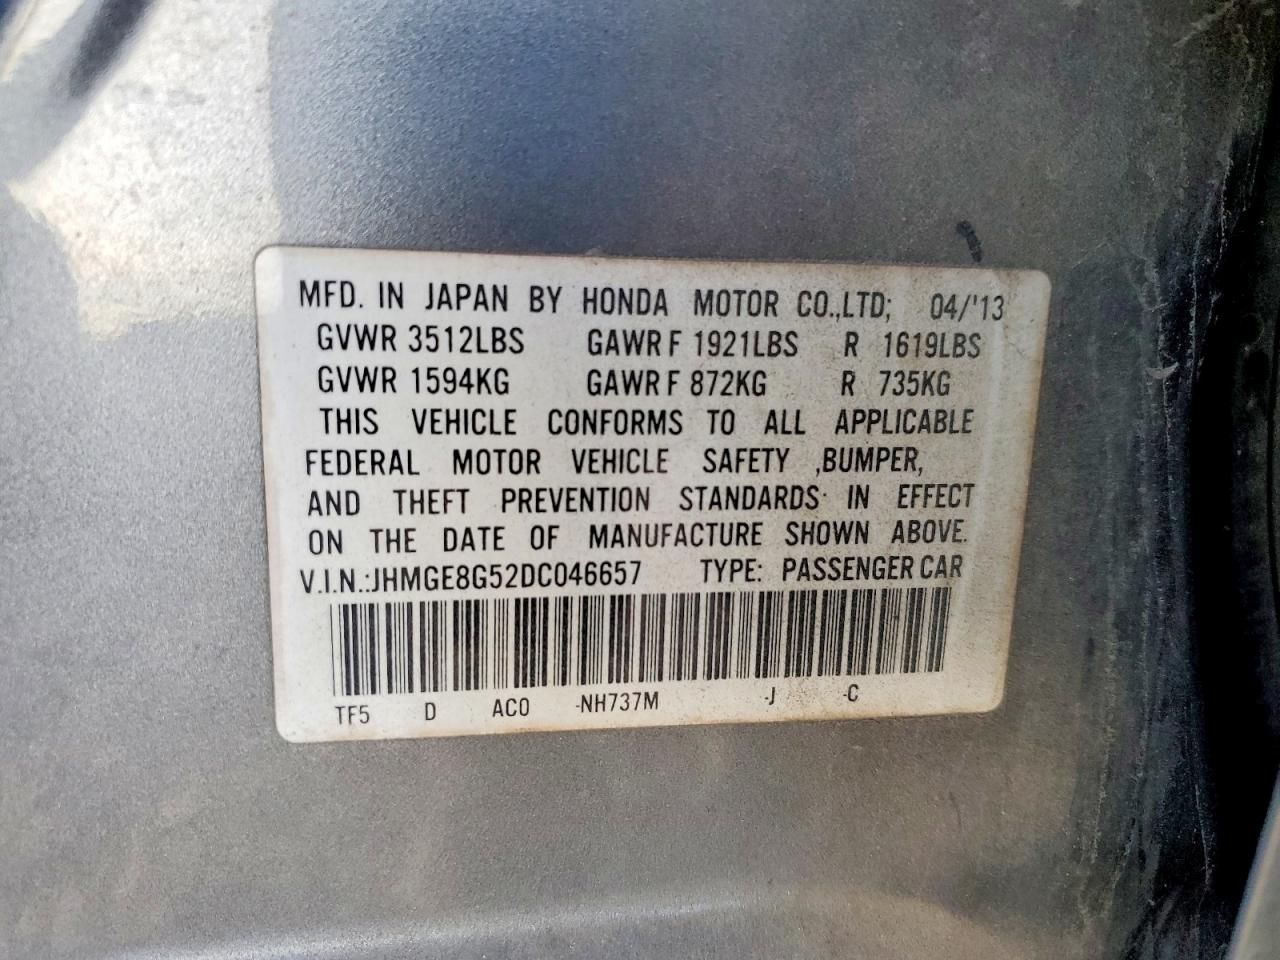 MFD. IN JAPAN BY HONDA MOTOR CO.,LTD; 04/'13
GVWR 3512LBS GAWR F 1921LBS R 1619LBS
GVWR 1594KG GAWR F 872KG R 735KG
THIS VEHICLE CONFORMS TO ALL APPLICABLE
FEDERAL MOTOR VEHICLE SAFETY ,BUMPER,
AND THEFT PREVENTION STANDARDS IN EFFECT
ON THE DATE OF MANUFACTURE SHOWN ABOVE.
V.I.N.:JHMGE8G52DC046657 TYPE: PASSENGER CAR
TF5 D AC0 -NH737M -J -C